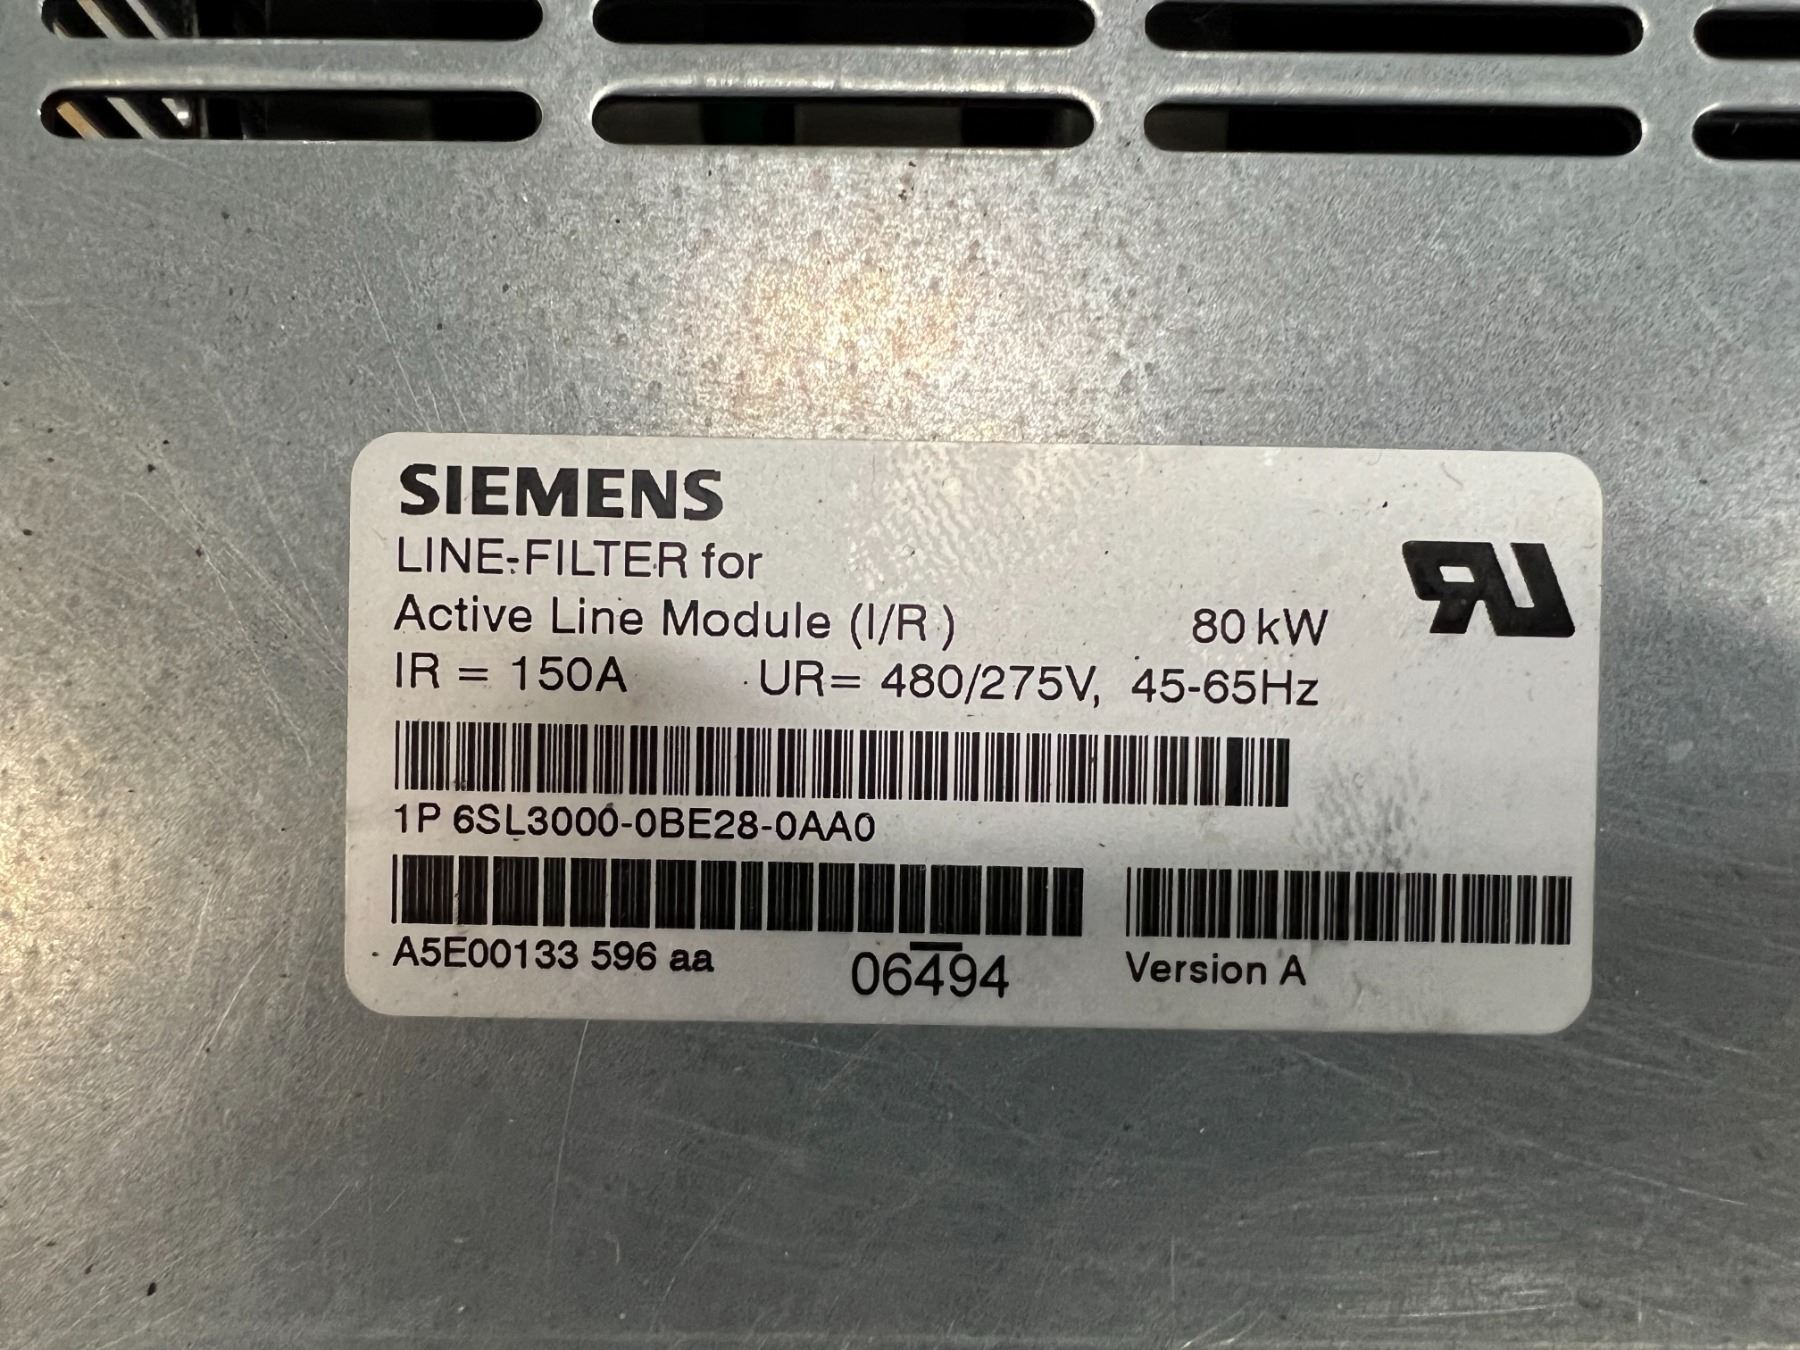 SIEMENS
LINE-FILTER for
Active Line Module (I/R) 80 kW
IR = 150A UR= 480/275V, 45-65Hz
1P 6SL3000-0BE28-0AA0
A5E00133 596 aa 06494 Version A